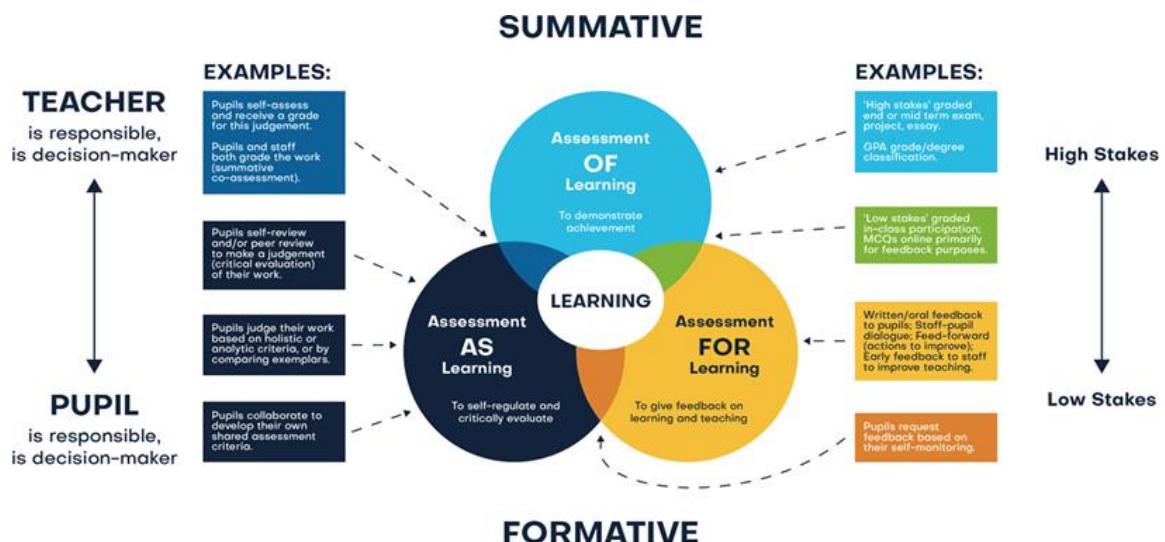 SUMMATIVE
TEACHER
is responsible,
is decision-maker
PUPIL
is responsible,
is decision-maker
EXAMPLES:
Pupils self-assess
and receive a grade
for this judgement.
Pupils and staff
both grade the work
(summative
co-assessment).
Pupils self-review
and/or peer review
to make a judgement
(critical evaluation)
of their work.
Pupils judge their work
based on holistic or
analytic criteria, or by
comparing exemplars.
Pupils collaborate to
develop their own
shared assessment
criteria.
Assessment
OF
Learning
To demonstrate
achievement
LEARNING
Assessment
AS
Learning
To self-regulate and
critically evaluate
Assessment
FOR
Learning
To give feedback on
learning and teaching
EXAMPLES:
'High stakes' graded
end or mid term exam,
project, essay.
GPA grade/degree
classification.
'Low stakes' graded
in-class participation;
MCQs online primarily
for feedback purposes.
Written/oral feedback
to pupils; Staff-pupil
dialogue; Feed-forward
(actions to improve);
Early feedback to staff
to improve teaching.
Pupils request
feedback based on
their self-monitoring.
High Stakes
Low Stakes
FORMATIVE